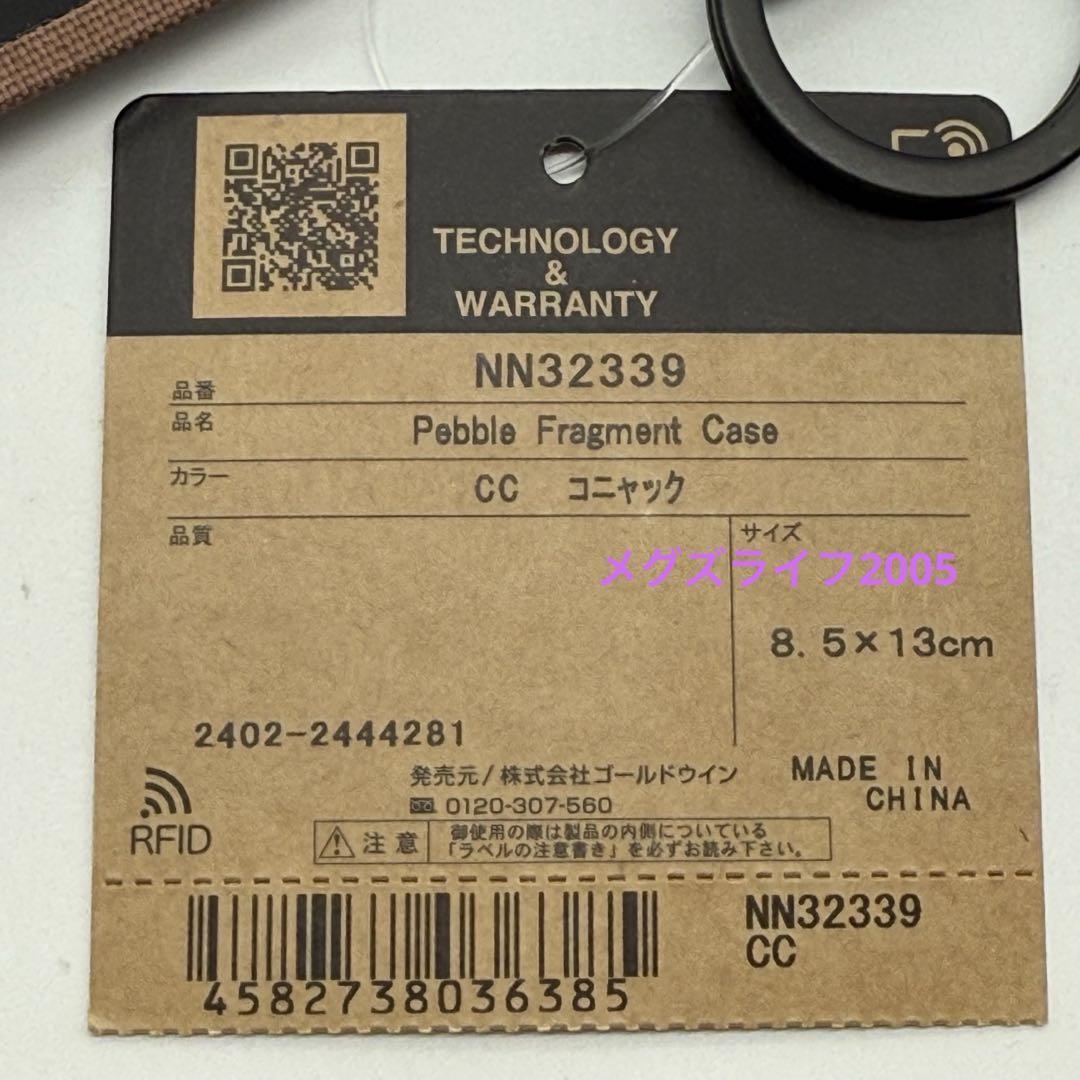 TECHNOLOGY
&
WARRANTY
品番 NN32339
品名 Pebble Fragment Case
カラー CC コニャック
品質
サイズ
メグズライフ2005
8.5×13cm
2402-2444281
発売元/株式会社ゴールドウイン
0120-307-560
MADE IN
CHINA
RFID
注意
御使用の際は製品の内側についている
「ラベルの注意書き」を必ずお読み下さい。
4582738036385
NN32339
CC